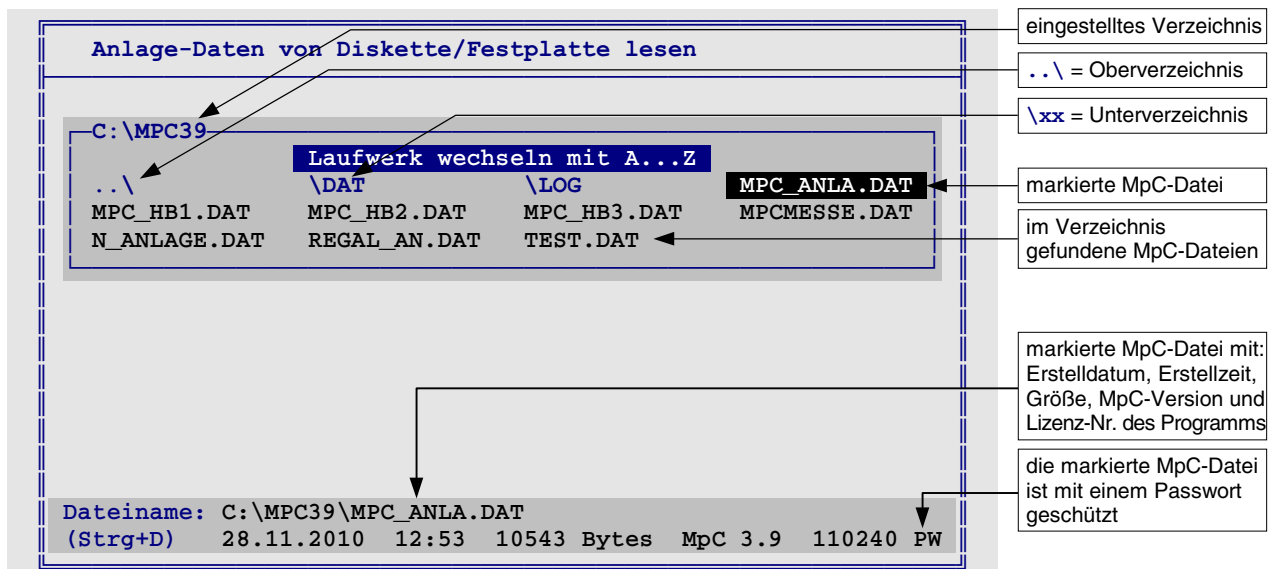 Anlage-Daten von Diskette/Festplatte lesen
C:\MPC39
Laufwerk wechseln mit A...Z
..\ \DAT \LOG MPC_ANLA.DAT
MPC_HB1.DAT MPC_HB2.DAT MPC_HB3.DAT MPCMESSE.DAT
N_ANLAGE.DAT REGAL_AN.DAT TEST.DAT
Dateiname: C:\MPC39\MPC_ANLA.DAT
(Strg+D) 28.11.2010 12:53 10543 Bytes MpC 3.9 110240 PW
eingestelltes Verzeichnis
..\ = Oberverzeichnis
\xx = Unterverzeichnis
markierte MpC-Datei
im Verzeichnis
gefundene MpC-Dateien
markierte MpC-Datei mit:
Erstelldatum, Erstellzeit,
Größe, MpC-Version und
Lizenz-Nr. des Programms
die markierte MpC-Datei
ist mit einem Passwort
geschützt